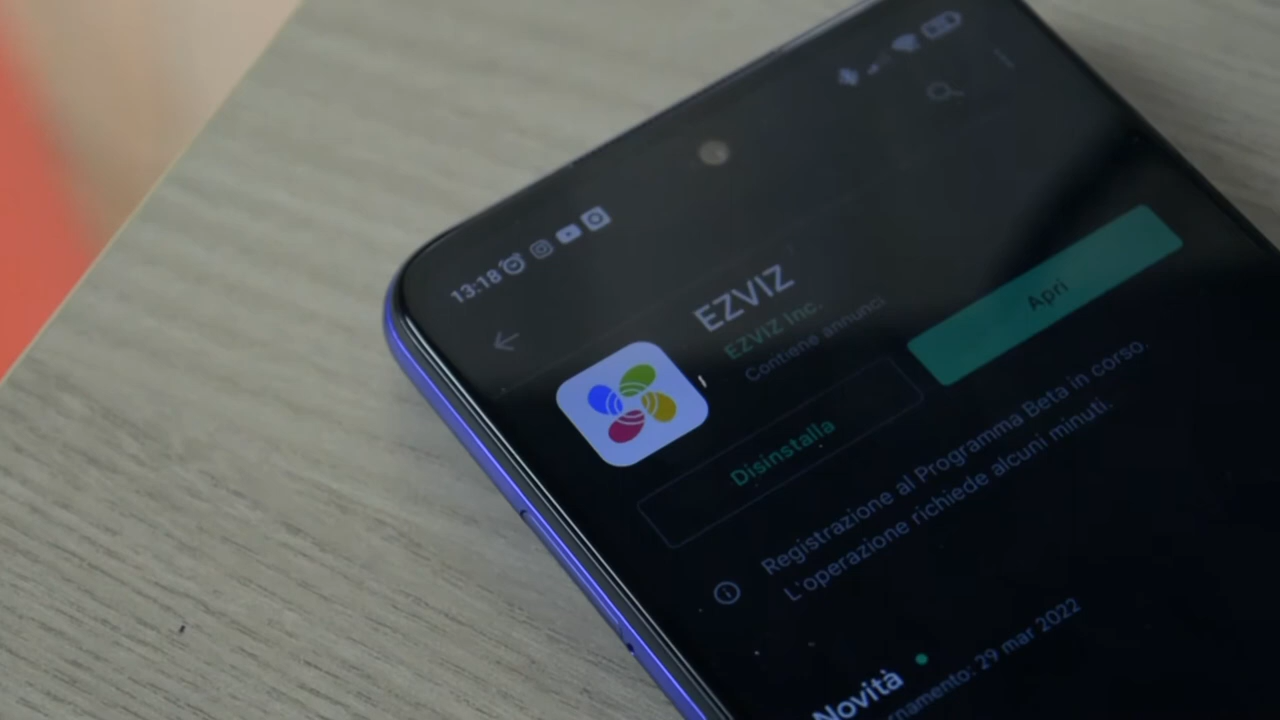 13:18
EZVIZ
EZVIZ Inc.
Contiene annunci
Disinstalla
Apri
Registrazione al Programma Beta in corso.
L'operazione richiede alcuni minuti.
Novità
29 mar 2022